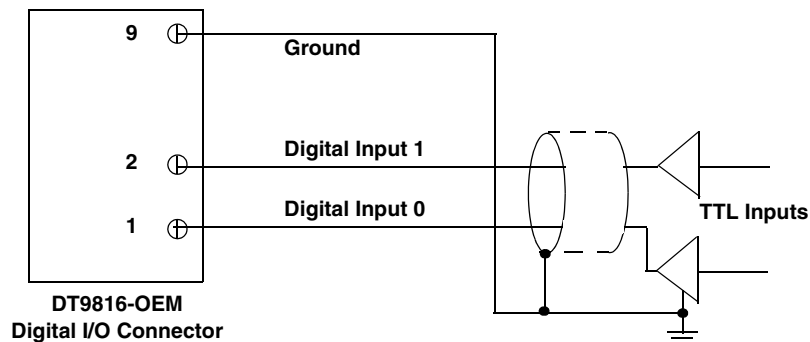 9
Ground
2
Digital Input 1
1
Digital Input 0
TTL Inputs
DT9816-OEM
Digital I/O Connector